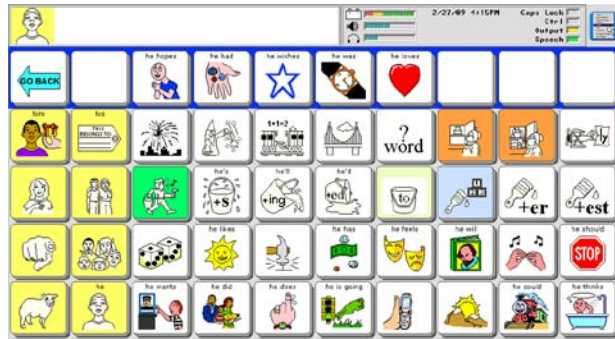 2/27/09 4:15PM Caps Lock
Ctrl
Output
Speech
he hopes he had he wishes he was he loves
GO BACK
him his
THIS BELONGS TO
1+1=2
? word
ly
he's he'll he'd
+S +ing +ed to +er +est
he likes he has he feels he will he should
STOP
he he wants he did he does he is going he could he thinks